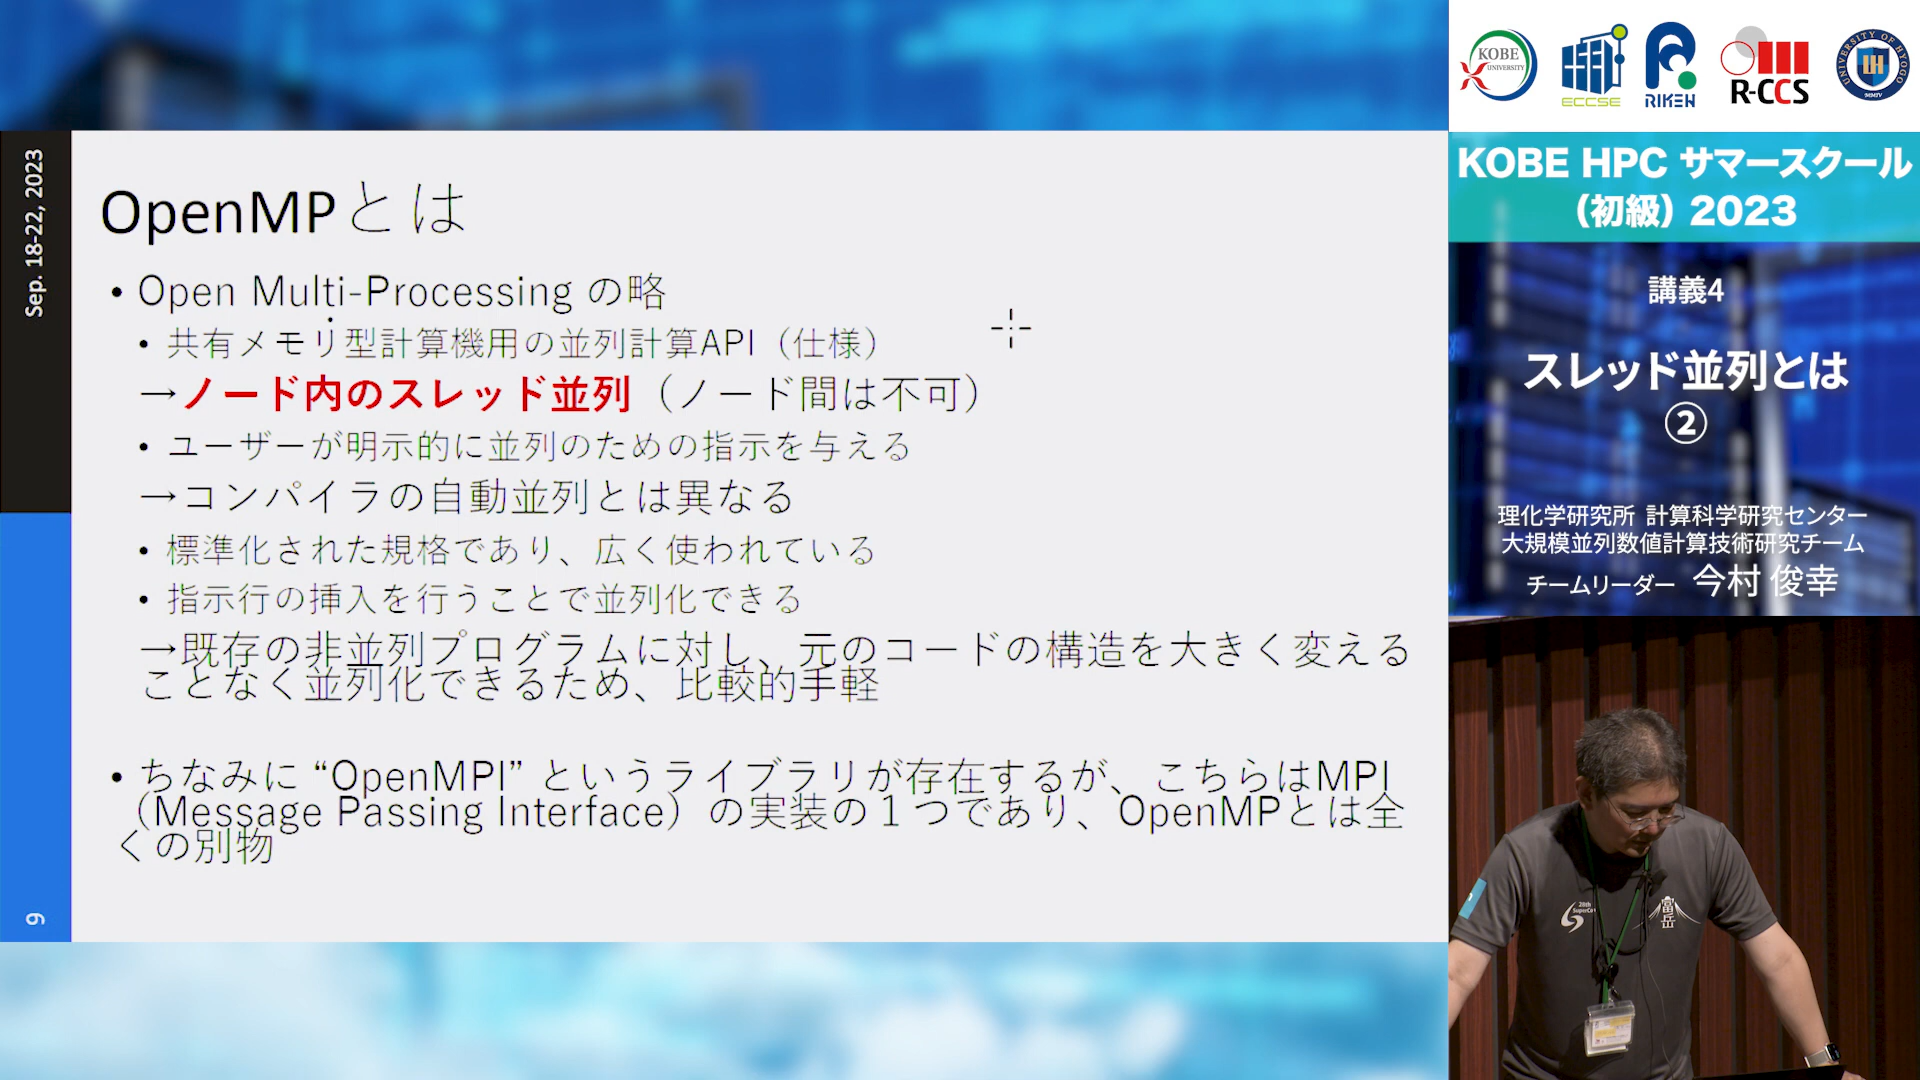 Sep. 18-22, 2023
9
OpenMPとは
• Open Multi-Processing の略
• 共有メモリ型計算機用の並列計算API（仕様）
→ノード内のスレッド並列（ノード間は不可）
• ユーザーが明示的に並列のための指示を与える
→コンパイラの自動並列とは異なる
• 標準化された規格であり、広く使われている
• 指示行の挿入を行うことで並列化できる
→既存の非並列プログラムに対し、元のコードの構造を大きく変える
ことなく並列化できるため、比較的手軽
• ちなみに “OpenMPI” というライブラリが存在するが、こちらはMPI
（Message Passing Interface）の実装の１つであり、OpenMPとは全
くの別物
KOBE
UNIVERSITY
ECCSE
RIKEN
R-CCS
UNIVERSITY OF HYOGO
KOBE HPC サマースクール
（初級）2023
講義4
スレッド並列とは
②
理化学研究所 計算科学研究センター
大規模並列数値計算技術研究チーム
チームリーダー 今村 俊幸
28th
富岳